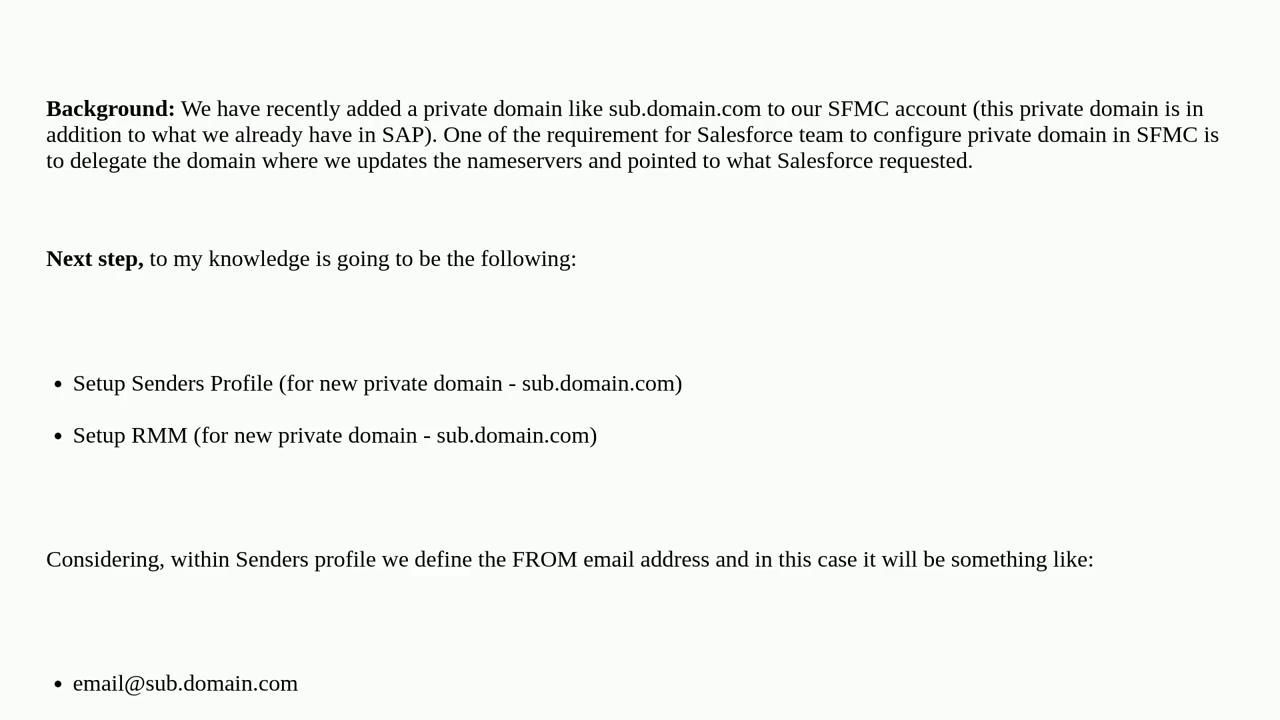 Background: We have recently added a private domain like sub.domain.com to our SFMC account (this private domain is in
addition to what we already have in SAP). One of the requirement for Salesforce team to configure private domain in SFMC is
to delegate the domain where we updates the nameservers and pointed to what Salesforce requested.
Next step, to my knowledge is going to be the following:
• Setup Senders Profile (for new private domain - sub.domain.com)
• Setup RMM (for new private domain - sub.domain.com)
Considering, within Senders profile we define the FROM email address and in this case it will be something like:
• email@sub.domain.com